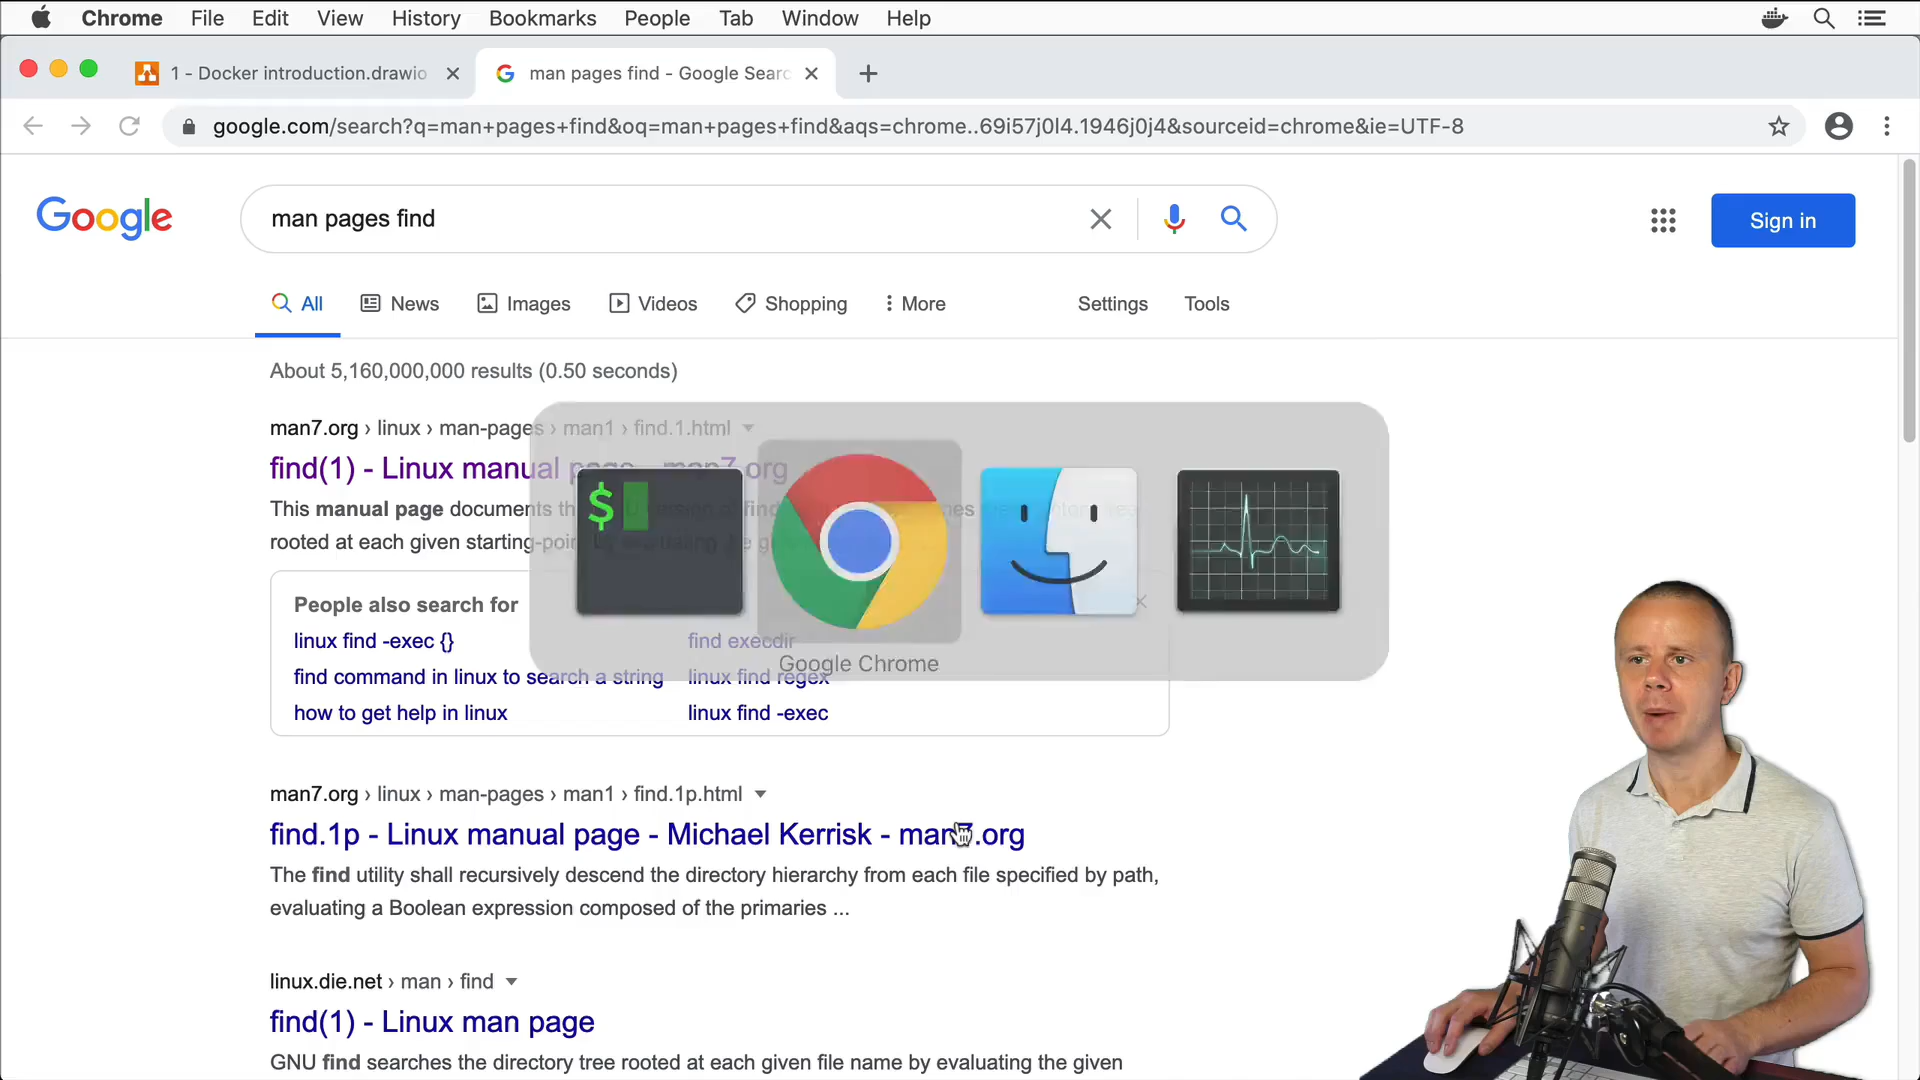 Chrome File Edit View History Bookmarks People Tab Window Help
1 - Docker introduction.drawio
man pages find - Google Sear
google.com/search?q=man+pages+find&oq=man+pages+find&aqs=chrome..69i57j0l4.1946j0j4&sourceid=chrome&ie=UTF-8
Google
man pages find
Sign in
All News Images Videos Shopping More Settings Tools
About 5,160,000,000 results (0.50 seconds)
man7.org › linux › man-pages › man1 › find.1.html
find(1) - Linux manual page - man7.org
This manual page documents the GNU version of find
rooted at each given starting-point by evaluating the
$
Google Chrome
People also search for
linux find -exec {}
find execdir
find command in linux to search a string
linux find regex
how to get help in linux
linux find -exec
man7.org › linux › man-pages › man1 › find.1p.html
find.1p - Linux manual page - Michael Kerrisk - man7.org
The find utility shall recursively descend the directory hierarchy from each file specified by path,
evaluating a Boolean expression composed of the primaries ...
linux.die.net › man › find
find(1) - Linux man page
GNU find searches the directory tree rooted at each given file name by evaluating the given